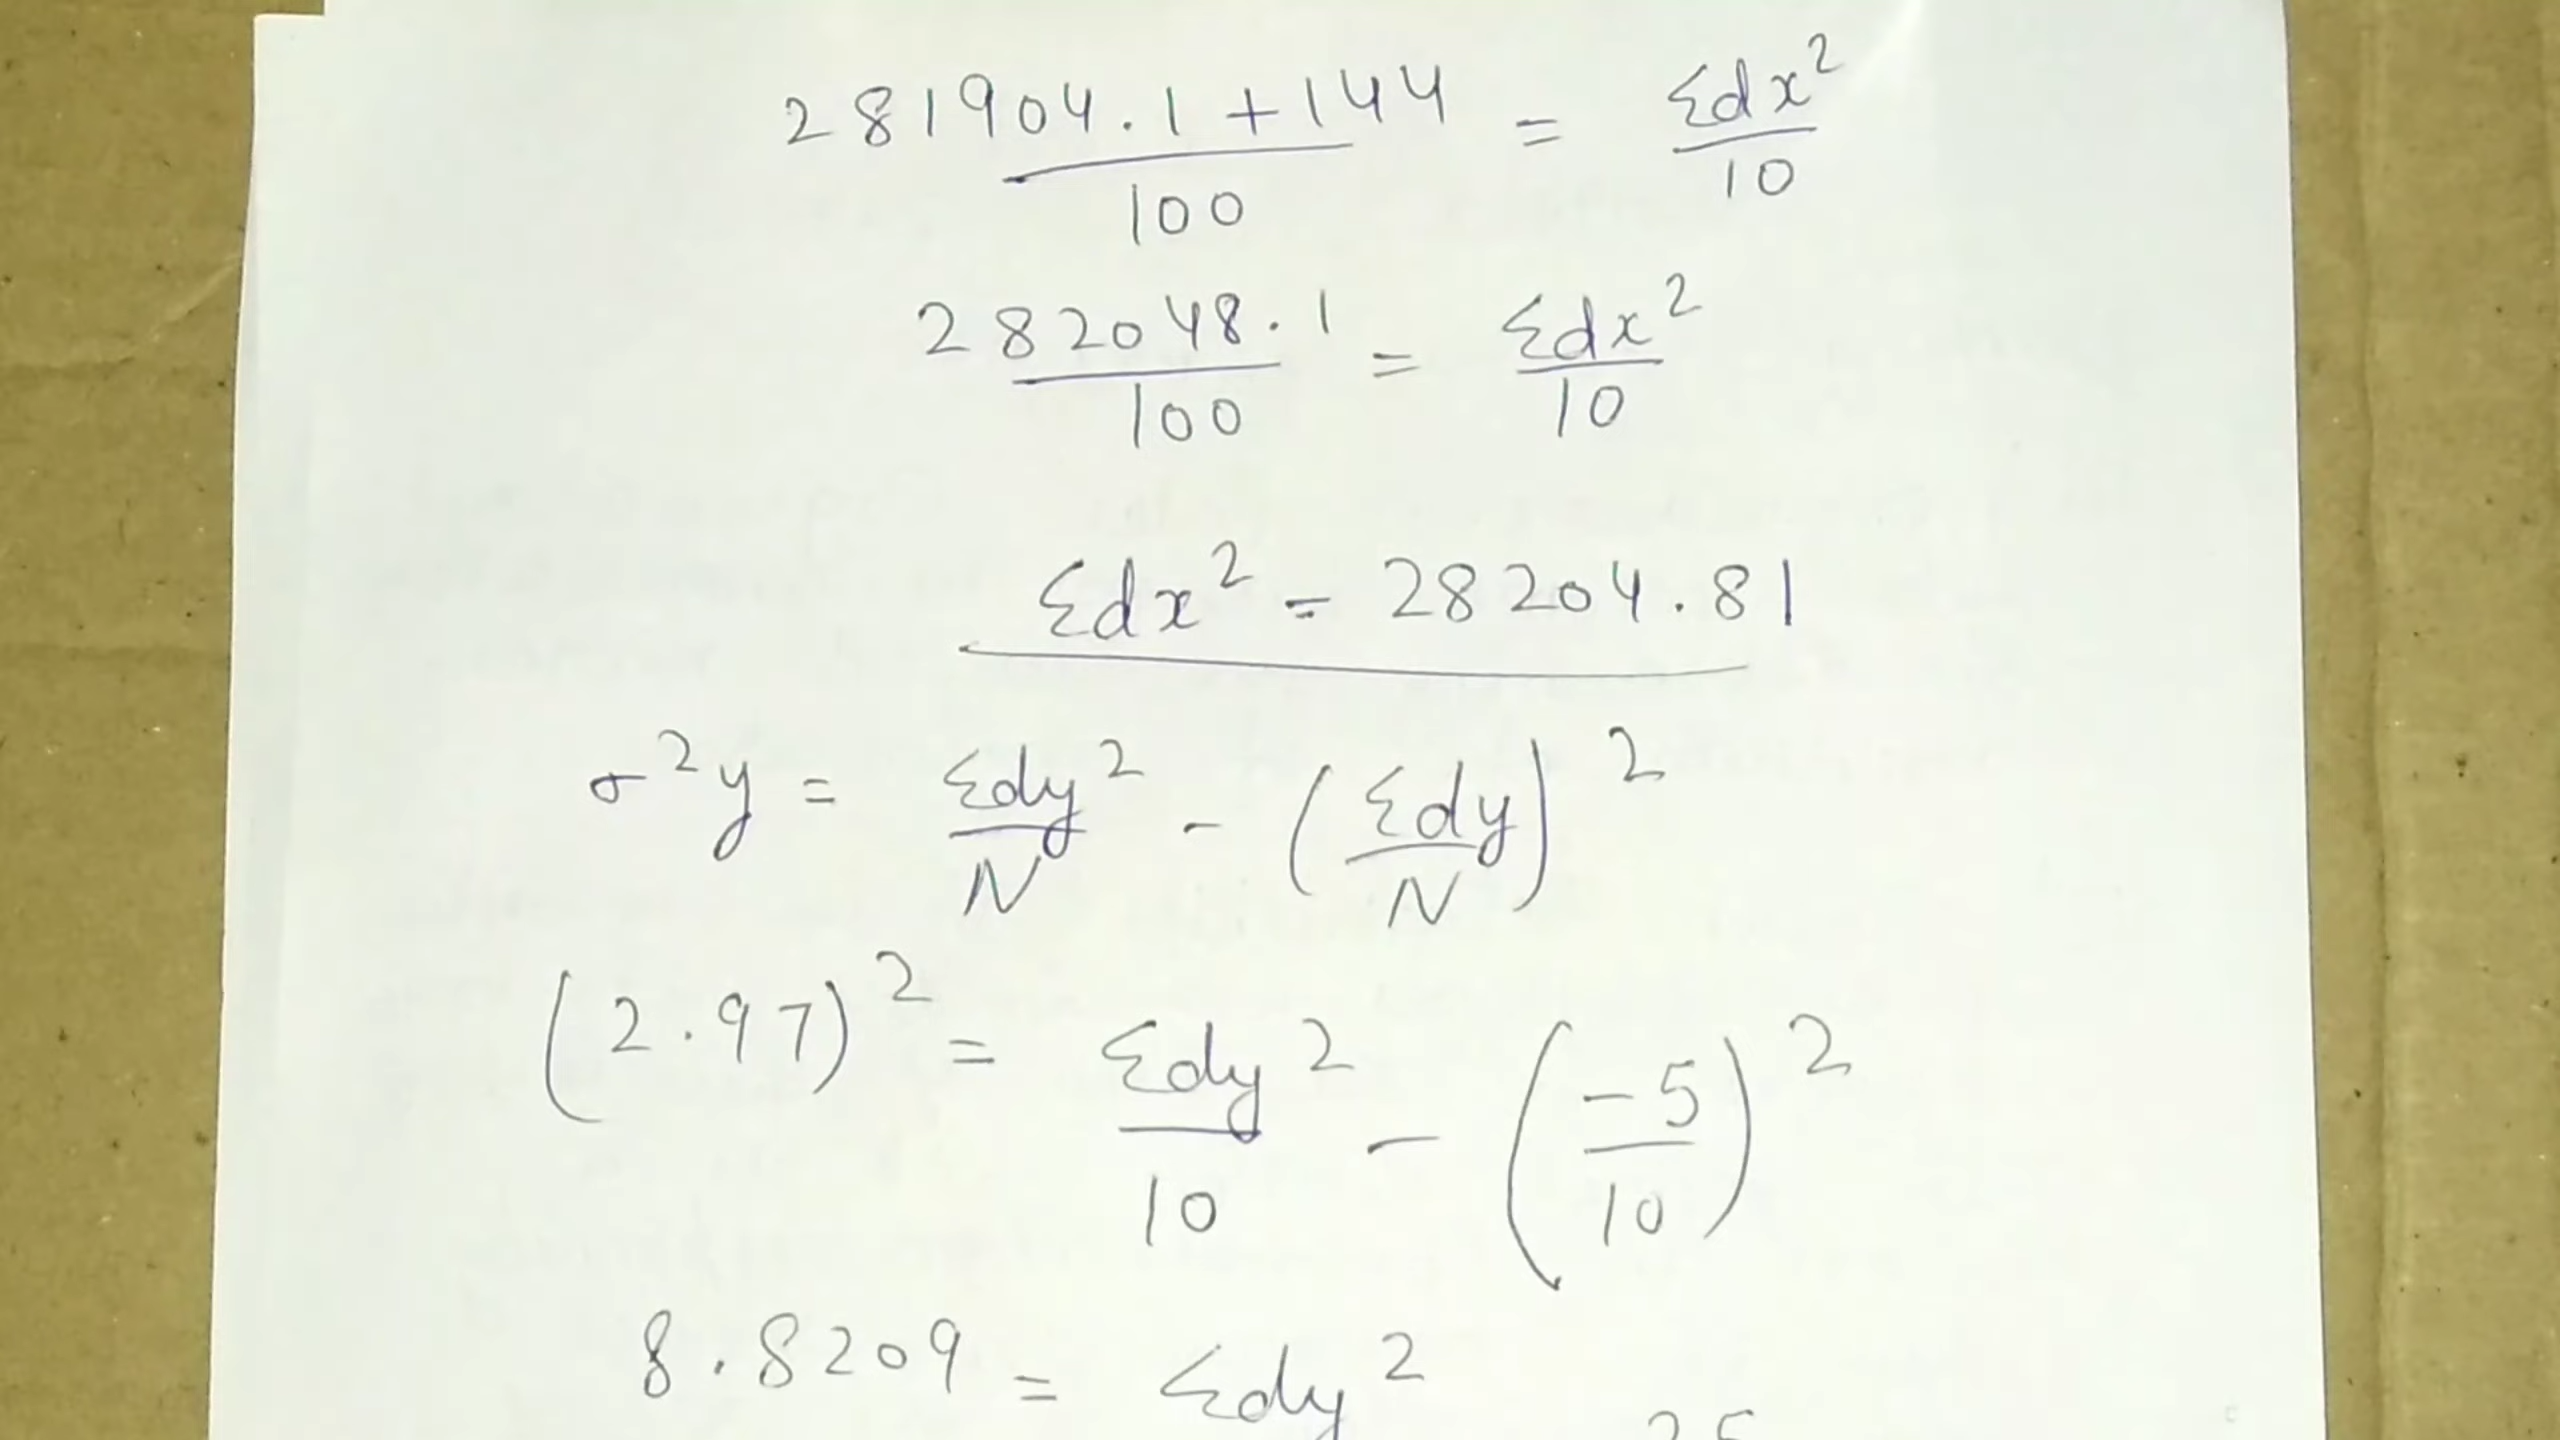 281904.1 + 144 / 100 = Σdx² / 10
282048.1 / 100 = Σdx² / 10
Σdx² = 28204.81
σ²y = Σdy² / N - (Σdy / N)²
(2.97)² = Σdy² / 10 - (-5 / 10)²
8.8209 = Σdy² 25